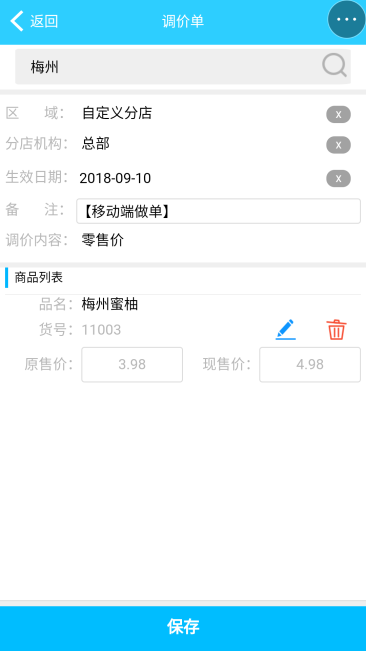 返回 调价单 ...
梅州
区 域： 自定义分店 x
分店机构： 总部 x
生效日期： 2018-09-10 x
备 注： 【移动端做单】
调价内容： 零售价
商品列表
品名： 梅州蜜柚
货号： 11003
原售价： 3.98 现售价： 4.98
保存